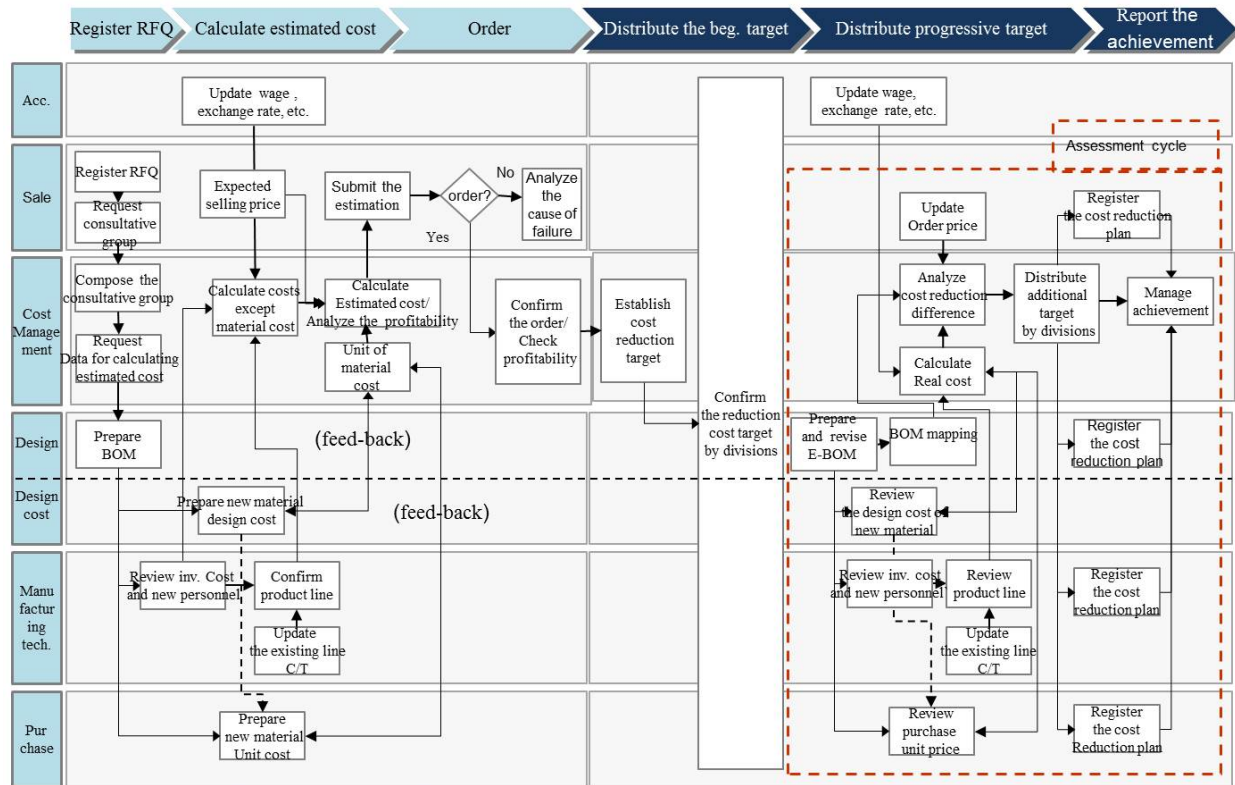 Register RFQ
Calculate estimated cost
Order
Distribute the beg. target
Distribute progressive target
Report the
achievement
Acc.
Update wage ,
exchange rate, etc.
Update wage,
exchange rate, etc.
Assessment cycle
Sale
Register RFQ
Request
consultative
group
Expected
selling price
Submit the
estimation
order?
No
Yes
Analyze
the
cause of
failure
Update
Order price
Register
the cost reduction
plan
Cost
Manage
ment
Compose the
consultative group
Request
Data for calculating
estimated cost
Calculate costs
except
material cost
Calculate
Estimated cost/
Analyze the profitability
Unit of
material
cost
Confirm
the order/
Check
profitability
Establish
cost
reduction
target
Confirm
the reduction
cost target
by divisions
Analyze
cost reduction
difference
Calculate
Real cost
Distribute
additional
target
by divisions
Manage
achievement
Design
Prepare
BOM
(feed-back)
Prepare
and revise
E-BOM
BOM mapping
Register
the cost
reduction plan
Design
cost
Prepare new material
design cost
(feed-back)
Review
the design cost of
new material
Manu
factur
ing
tech.
Review inv. Cost
and new personnel
Confirm
product line
Update
the existing line
C/T
Review inv. cost
and new personnel
Review
product line
Update
the existing line
C/T
Register
the cost
reduction plan
Pur
chase
Prepare
new material
Unit cost
Review
purchase
unit price
Register
the cost
Reduction plan